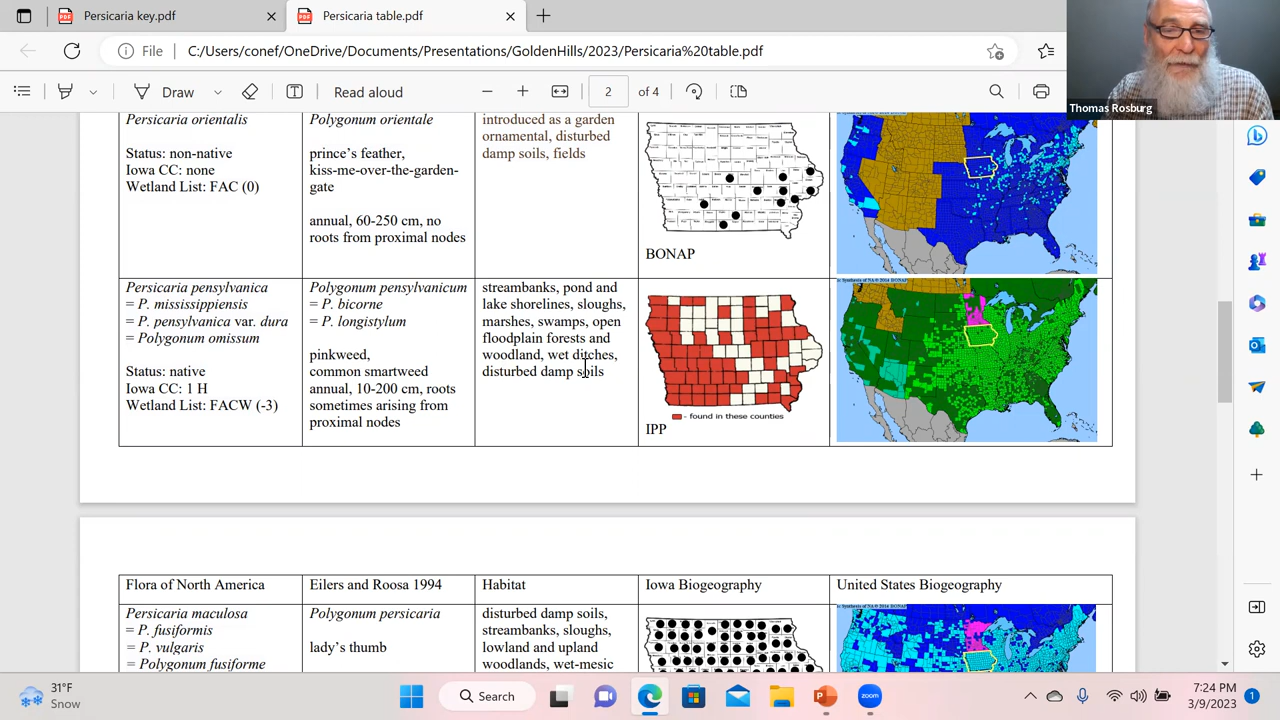 Persicaria key.pdf
Persicaria table.pdf
File
C:/Users/conef/OneDrive/Documents/Presentations/GoldenHills/2023/Persicaria%20table.pdf
Draw
Read aloud
2
of 4
Thomas Rosburg
Persicaria orientalis
Status: non-native
Iowa CC: none
Wetland List: FAC (0)
Polygonum orientale
prince's feather,
kiss-me-over-the-garden-
gate
annual, 60-250 cm, no
roots from proximal nodes
introduced as a garden
ornamental, disturbed
damp soils, fields
BONAP
Persicaria pensylvanica
= P. mississippiensis
= P. pensylvanica var. dura
= Polygonum omissum
Status: native
Iowa CC: 1 H
Wetland List: FACW (-3)
Polygonum pensylvanicum
= P. bicorne
= P. longistylum
pinkweed,
common smartweed
annual, 10-200 cm, roots
sometimes arising from
proximal nodes
streambanks, pond and
lake shorelines, sloughs,
marshes, swamps, open
floodplain forests and
woodland, wet ditches,
disturbed damp soils
- found in these counties
IPP
Flora of North America
Eilers and Roosa 1994
Habitat
Iowa Biogeography
United States Biogeography
Persicaria maculosa
= P. fusiformis
= P. vulgaris
= Polygonum fusiforme
Polygonum persicaria
lady's thumb
disturbed damp soils,
streambanks, sloughs,
lowland and upland
woodlands, wet-mesic
31°F
Snow
Search
zoom
7:24 PM
3/9/2023
1